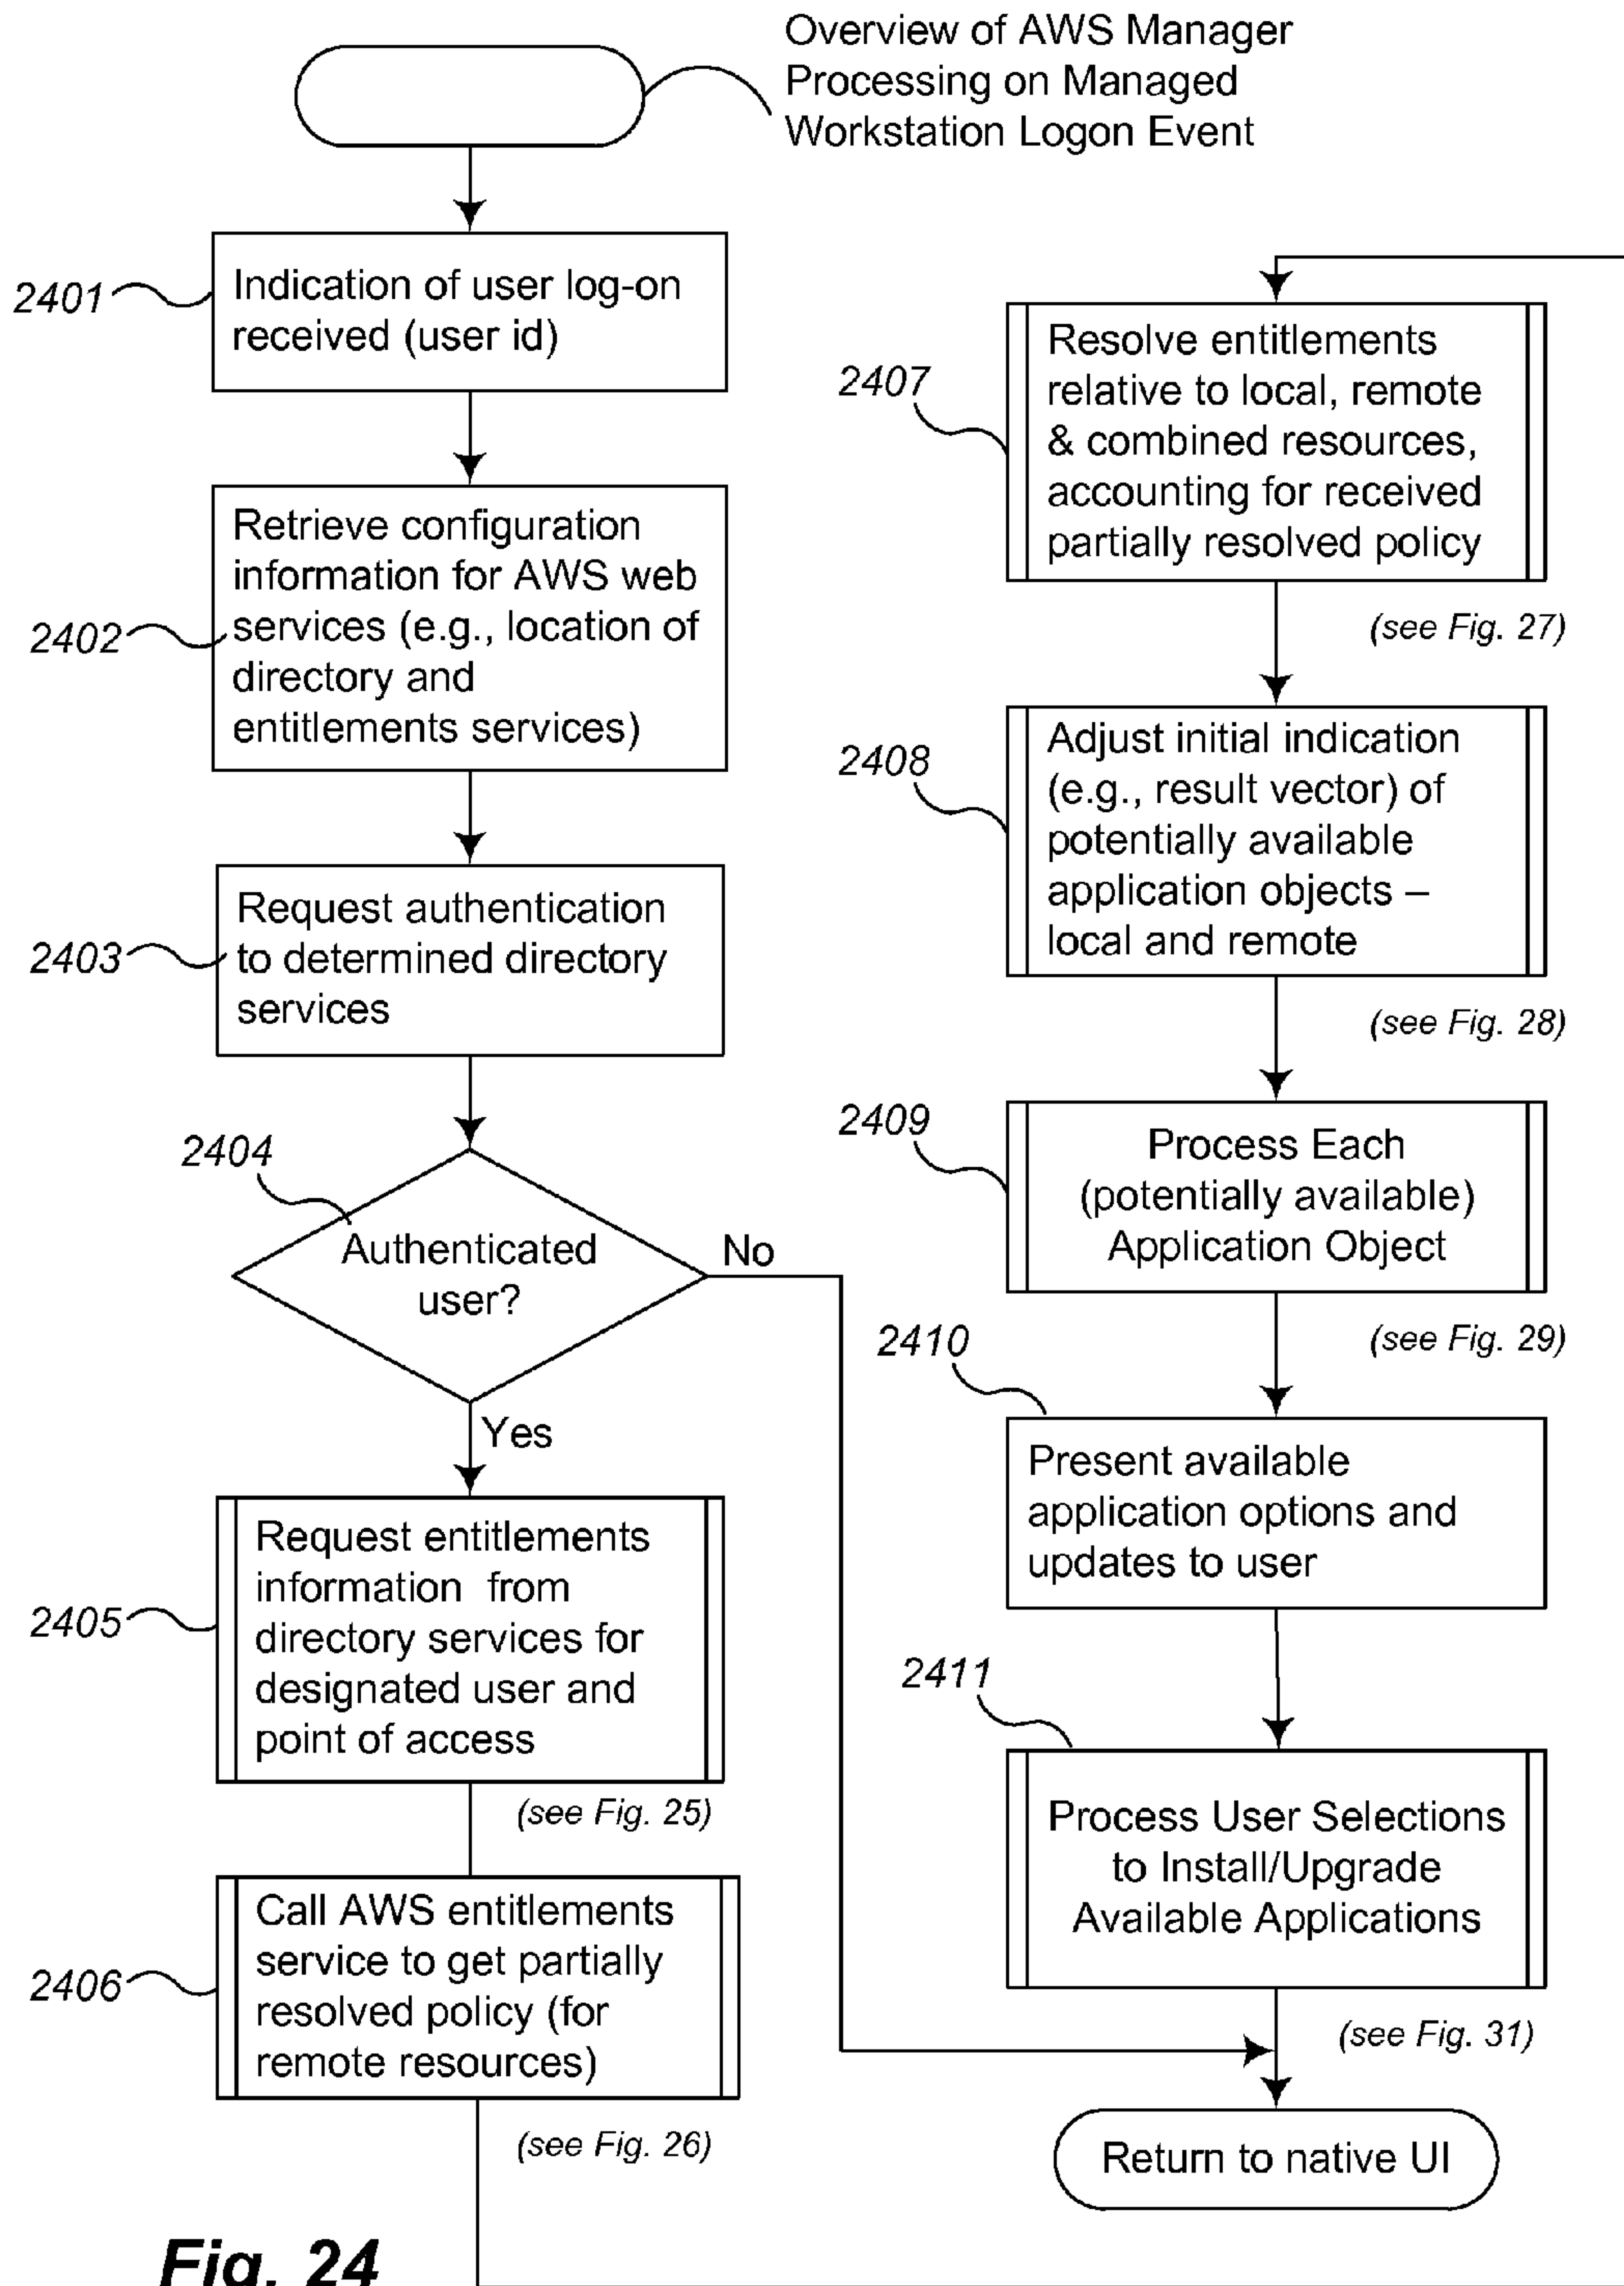 Overview of AWS Manager
Processing on Managed
Workstation Logon Event
2401
Indication of user log-on
received (user id)
2402
Retrieve configuration
information for AWS web
services (e.g., location of
directory and
entitlements services)
2403
Request authentication
to determined directory
services
2404
Authenticated
user?
No
Yes
2405
Request entitlements
information from
directory services for
designated user and
point of access
(see Fig. 25)
2406
Call AWS entitlements
service to get partially
resolved policy (for
remote resources)
(see Fig. 26)
2407
Resolve entitlements
relative to local, remote
& combined resources,
accounting for received
partially resolved policy
(see Fig. 27)
2408
Adjust initial indication
(e.g., result vector) of
potentially available
application objects –
local and remote
(see Fig. 28)
2409
Process Each
(potentially available)
Application Object
(see Fig. 29)
2410
Present available
application options and
updates to user
2411
Process User Selections
to Install/Upgrade
Available Applications
(see Fig. 31)
Return to native UI
Fig. 24